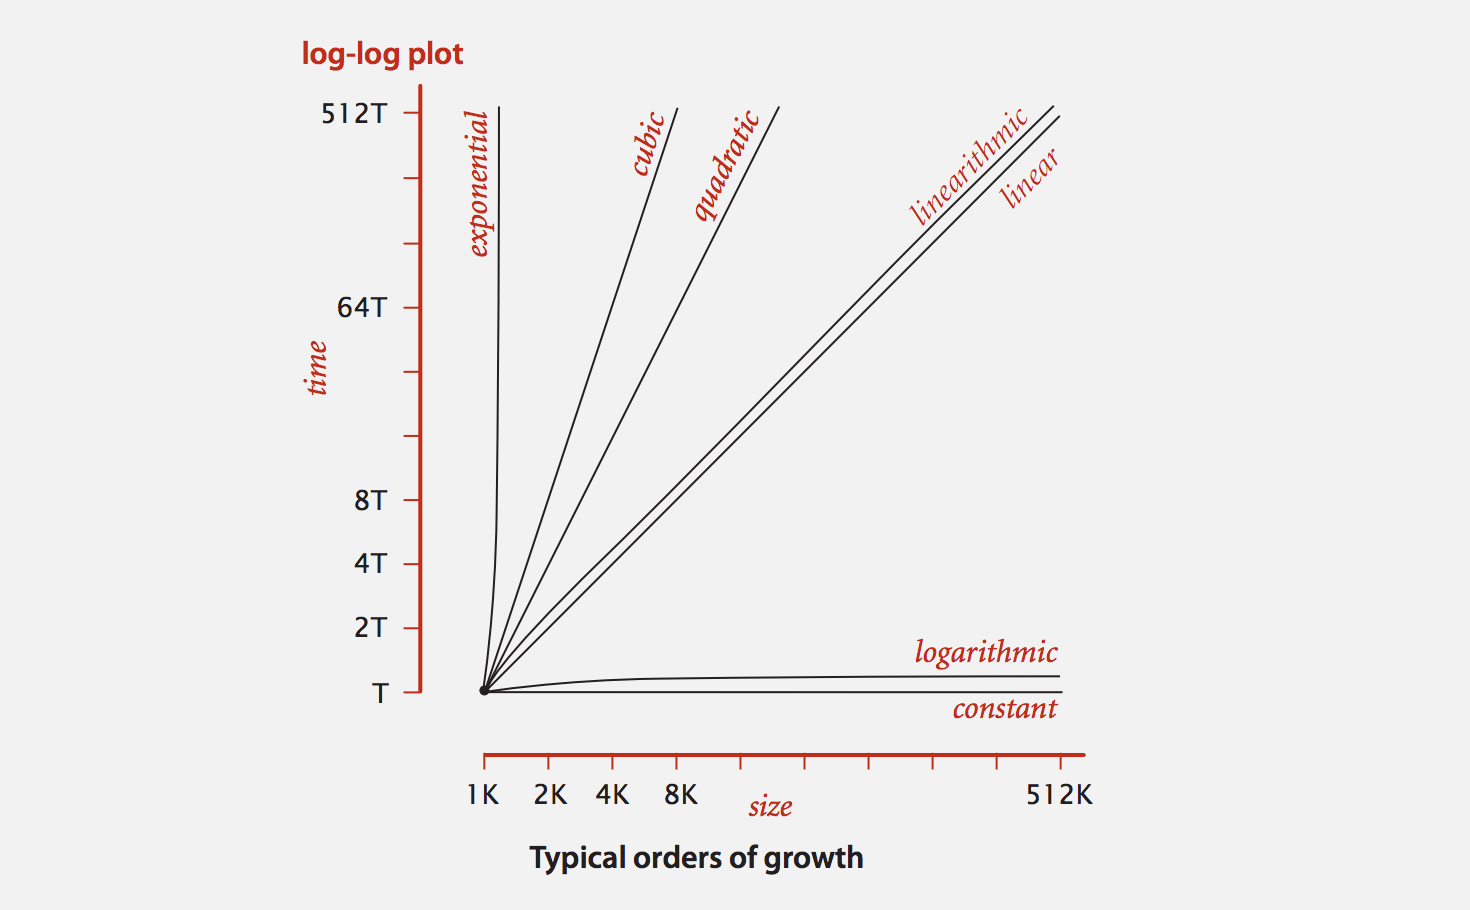 log-log plot
512T
64T
8T
4T
2T
T
time
exponential
cubic
quadratic
linearithmic
linear
logarithmic
constant
1K 2K 4K 8K 512K
size
Typical orders of growth